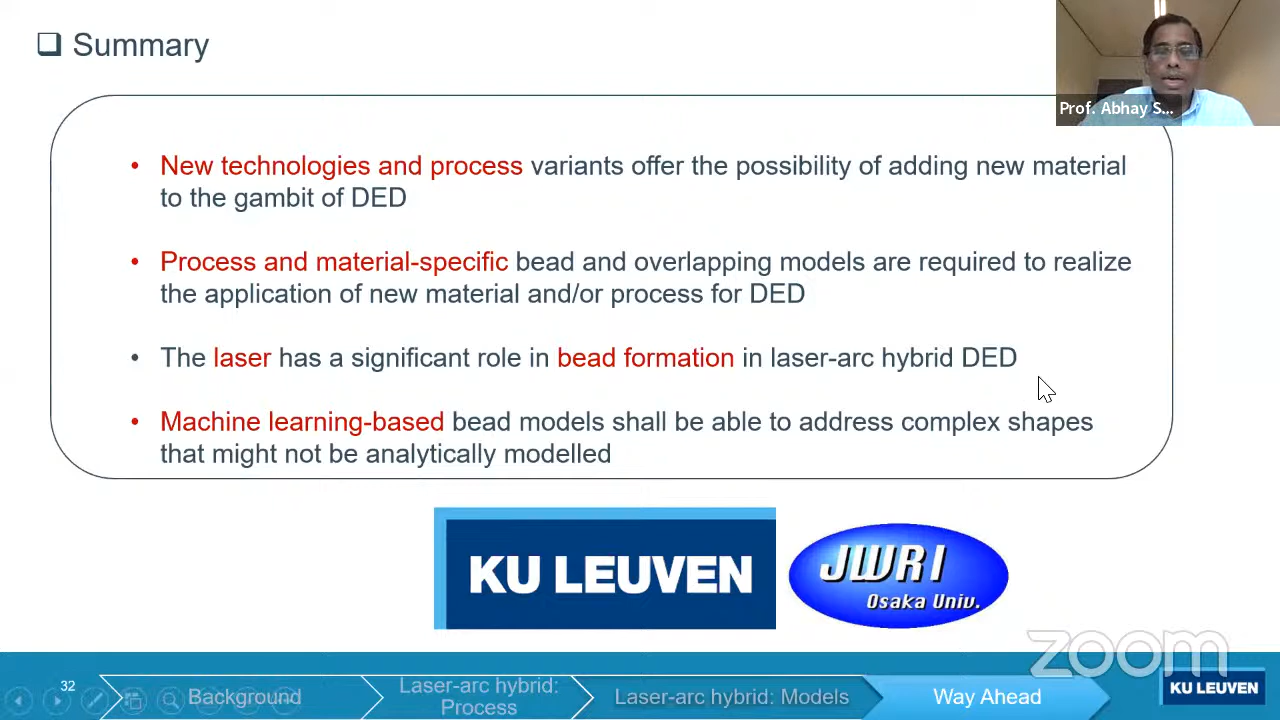 Summary
Prof. Abhay S...
New technologies and process variants offer the possibility of adding new material
to the gambit of DED
Process and material-specific bead and overlapping models are required to realize
the application of new material and/or process for DED
The laser has a significant role in bead formation in laser-arc hybrid DED
Machine learning-based bead models shall be able to address complex shapes
that might not be analytically modelled
KU LEUVEN
JWRI
Osaka Univ.
zoom
32
Background
Laser-arc hybrid:
Process
Laser-arc hybrid: Models
Way Ahead
KU LEUVEN